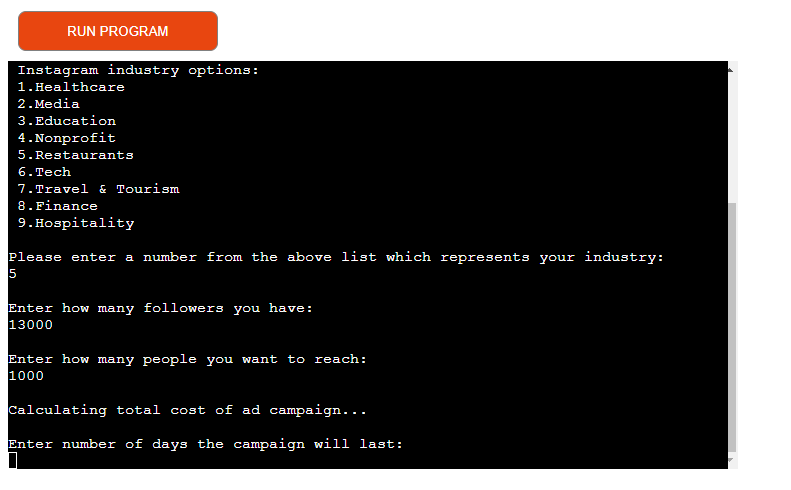 RUN PROGRAM
Instagram industry options:
1.Healthcare
2.Media
3.Education
4.Nonprofit
5.Restaurants
6.Tech
7.Travel & Tourism
8.Finance
9.Hospitality
Please enter a number from the above list which represents your industry:
5
Enter how many followers you have:
13000
Enter how many people you want to reach:
1000
Calculating total cost of ad campaign...
Enter number of days the campaign will last: